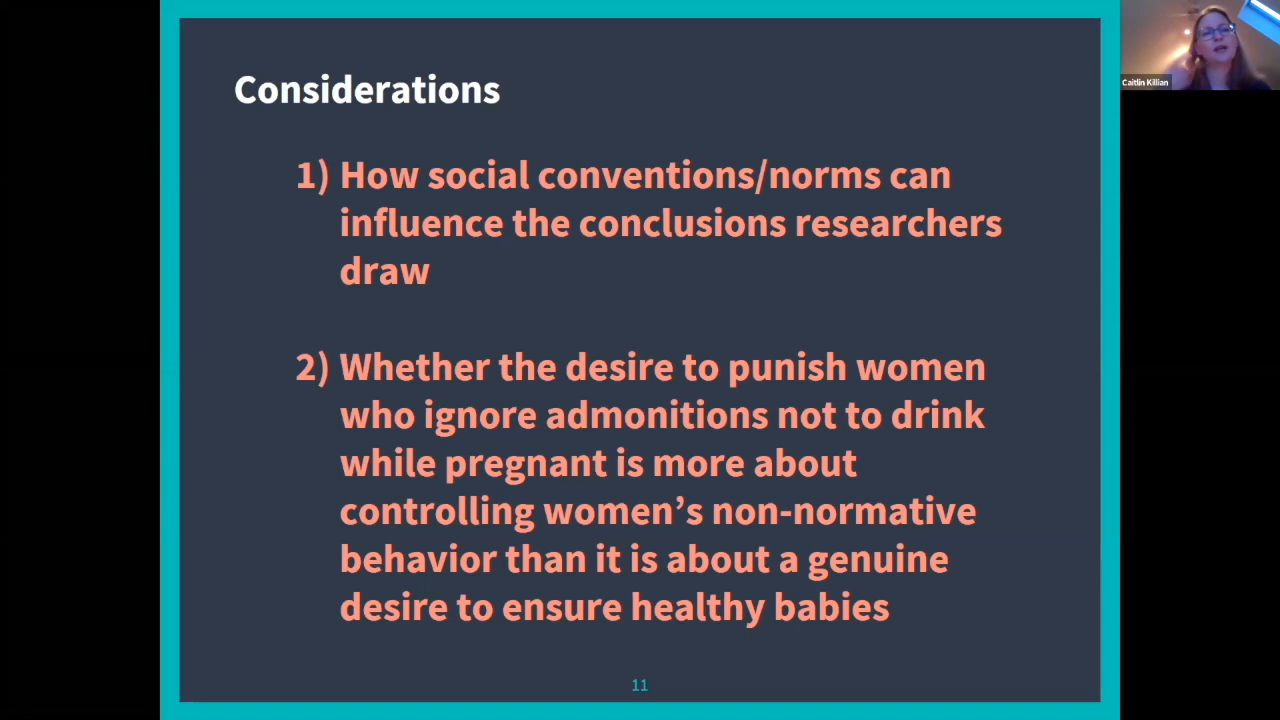 Considerations
1) How social conventions/norms can
influence the conclusions researchers
draw
2) Whether the desire to punish women
who ignore admonitions not to drink
while pregnant is more about
controlling women’s non-normative
behavior than it is about a genuine
desire to ensure healthy babies
11
Caitlin Killian